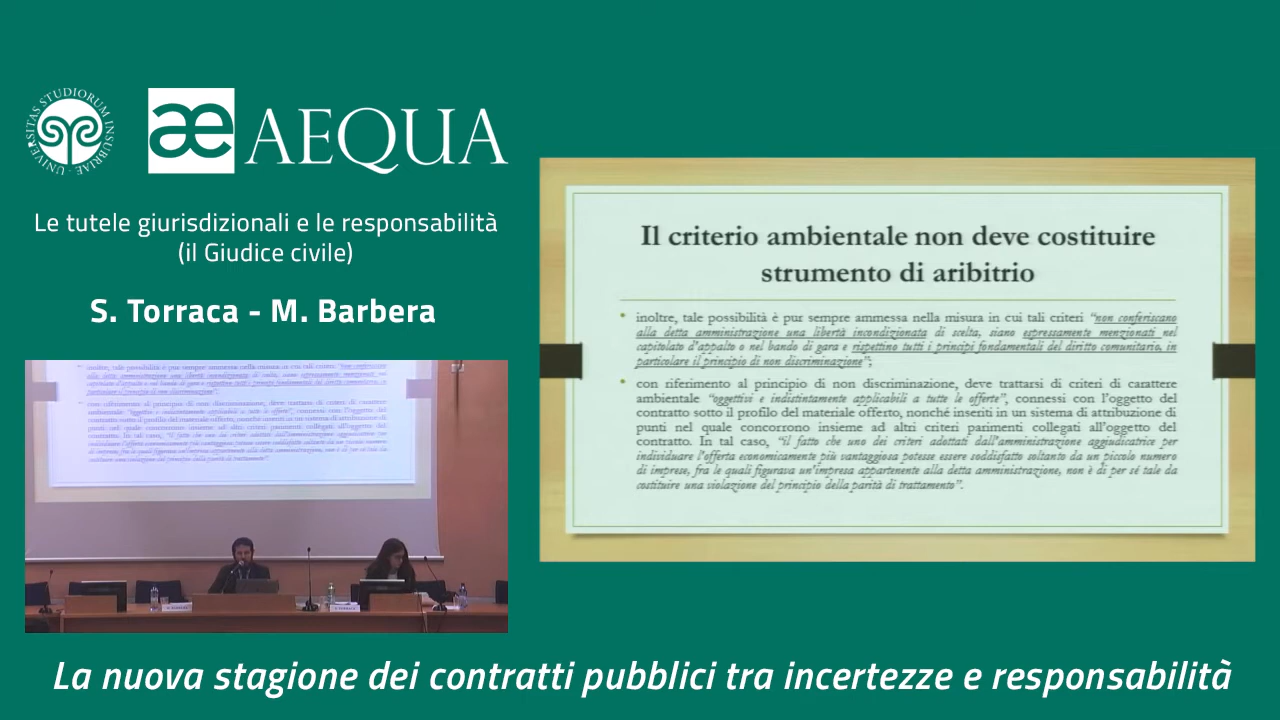 UNIVERSITAS STUDIORUM INSUBRIAE
æ AEQUA
Le tutele giurisdizionali e le responsabilità
(il Giudice civile)
S. Torraca - M. Barbera
Il criterio ambientale non deve costituire
strumento di aribitrio
• inoltre, tale possibilità è pur sempre ammessa nella misura in cui tali criteri “non conferiscano
alla detta amministrazione una libertà incondizionata di scelta, siano espressamente menzionati nel
capitolato d’appalto o nel bando di gara e rispettino tutti i principi fondamentali del diritto comunitario, in
particolare il principio di non discriminazione”;
• con riferimento al principio di non discriminazione, deve trattarsi di criteri di carattere
ambientale “oggettivi e indistintamente applicabili a tutte le offerte”, connessi con l’oggetto del
contratto sotto il profilo del materiale offerto, nonché inseriti in un sistema di attribuzione di
punti nel quale concorrono insieme ad altri criteri parimenti collegati all’oggetto del
contratto. In tal caso, “il fatto che uno dei criteri adottati dall’amministrazione aggiudicatrice per
individuare l’offerta economicamente più vantaggiosa potesse essere soddisfatto soltanto da un piccolo numero
di imprese, fra le quali figurava un’impresa appartenente alla detta amministrazione, non è di per sé tale da
costituire una violazione del principio della parità di trattamento”.
La nuova stagione dei contratti pubblici tra incertezze e responsabilità